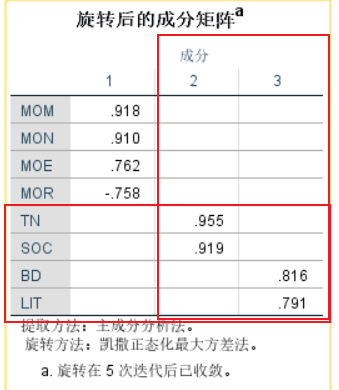 旋转后的成分矩阵a
成分
1 2 3
MOM .918
MON .910
MOE .762
MOR -.758
TN .955
SOC .919
BD .816
LIT .791
提取方法：主成分分析法。
旋转方法：凯撒正态化最大方差法。
a. 旋转在 5 次迭代后已收敛。